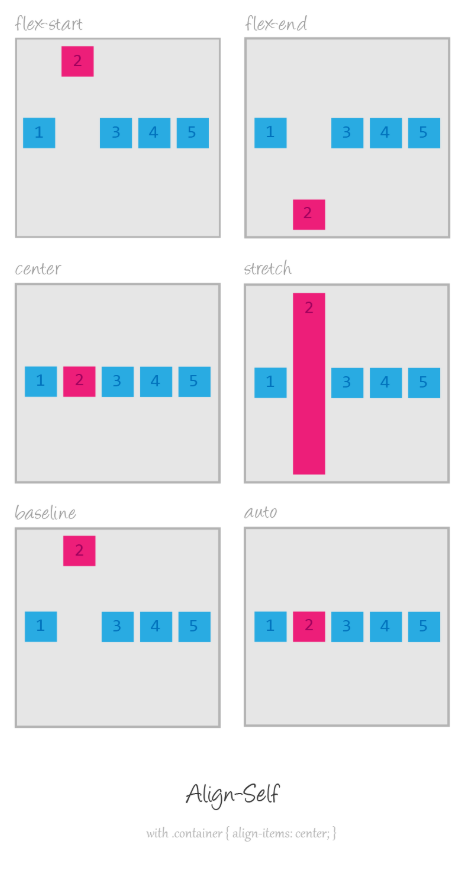 flex-start
2
1 3 4 5
flex-end
1 3 4 5
2
center
1 2 3 4 5
stretch
2
1 3 4 5
baseline
2
1 3 4 5
auto
1 2 3 4 5
Align-Self
with .container { align-items: center; }